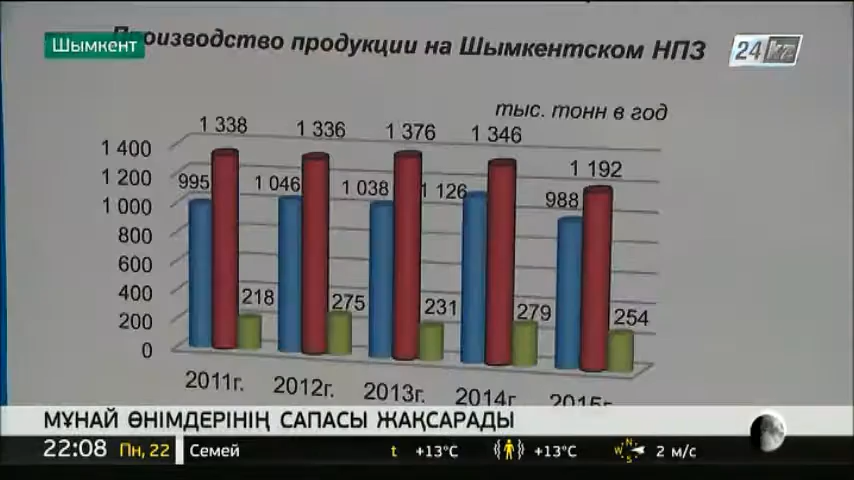 Шымкент
Производство продукции на Шымкентском НПЗ
24 kz
тыс. тонн в год
1 400
1 200
1 000
800
600
400
200
0
995 1 338 218
1 046 1 336 275
1 038 1 376 231
1 126 1 346 279
988 1 192 254
2011г. 2012г. 2013г. 2014г 2015г.
МҰНАЙ ӨНІМДЕРІНІҢ САПАСЫ ЖАҚСАРАДЫ
22:08 Пн, 22 Семей t +13°C +13°C N W S 2 м/с